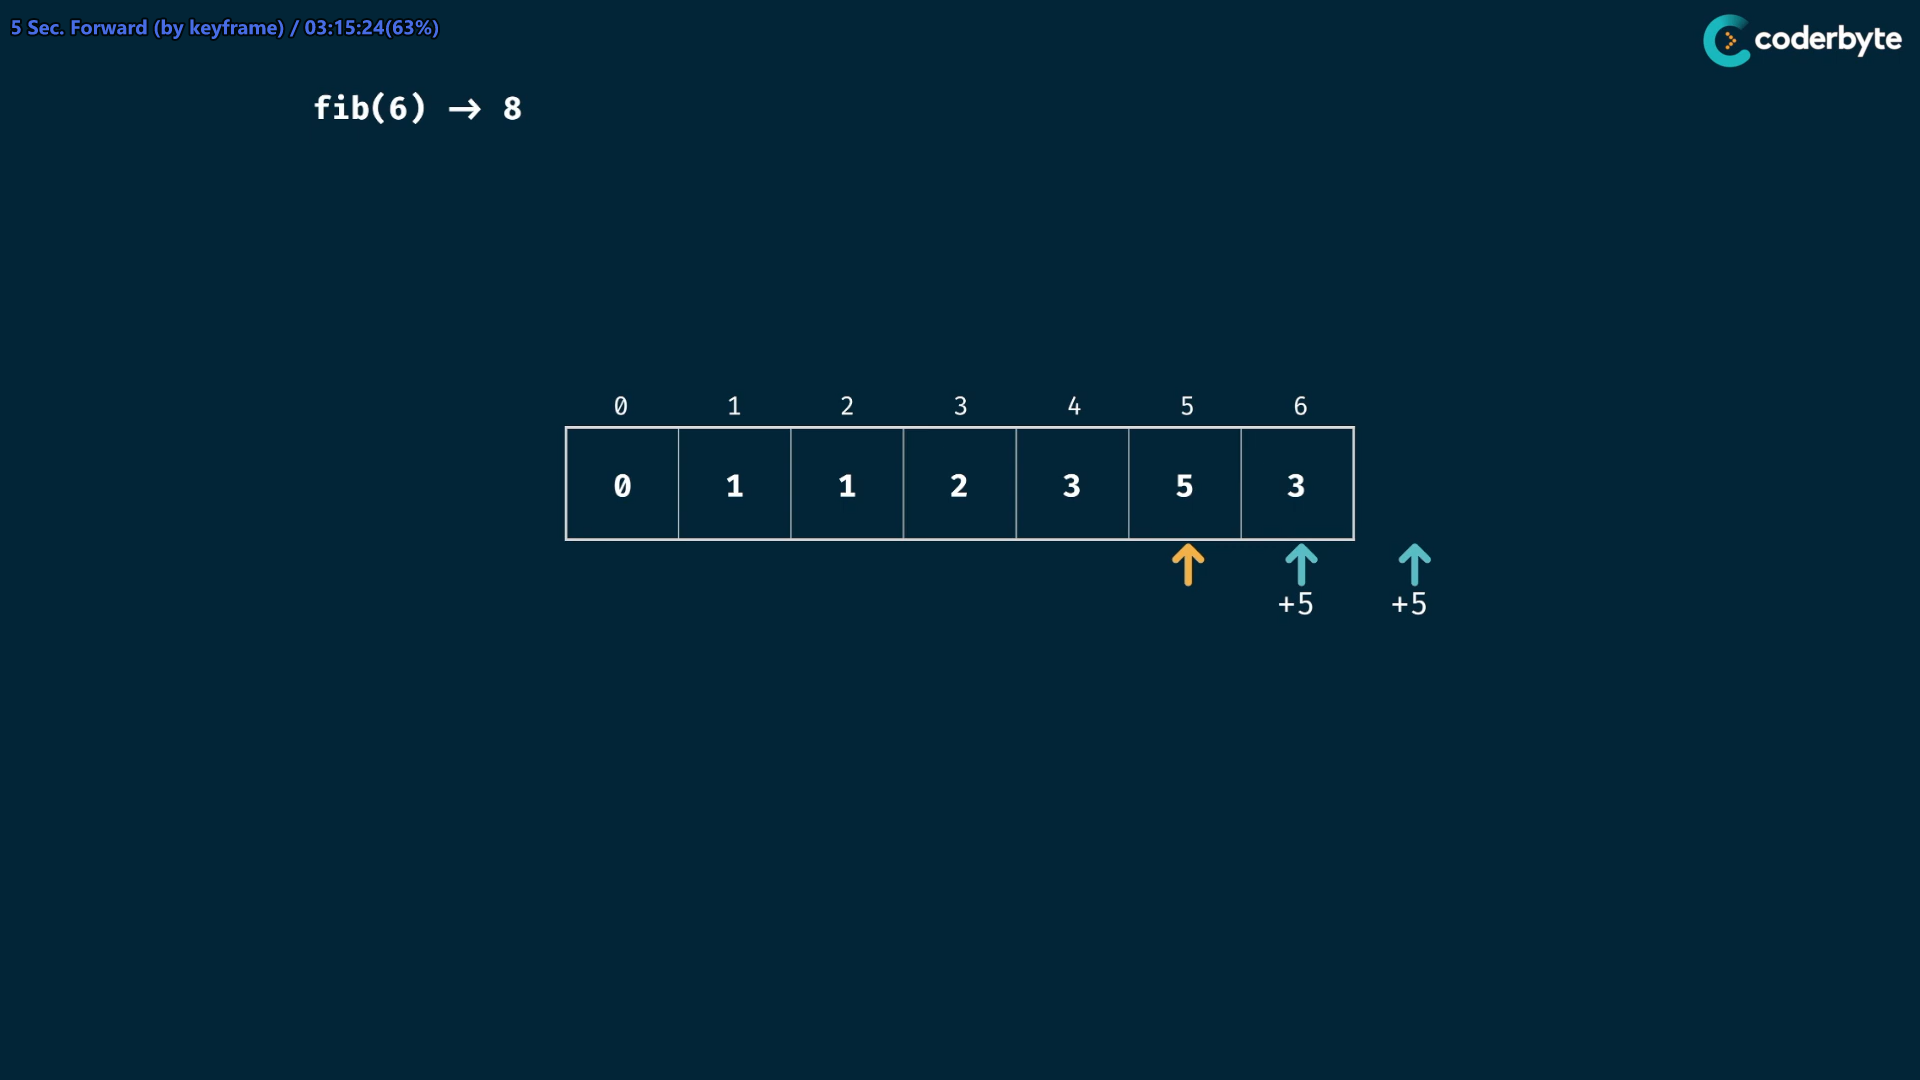 5 Sec. Forward (by keyframe) / 03:15:24(63%)
coderbyte
fib(6) → 8
0 1 2 3 4 5 6
0 1 1 2 3 5 3
+5 +5